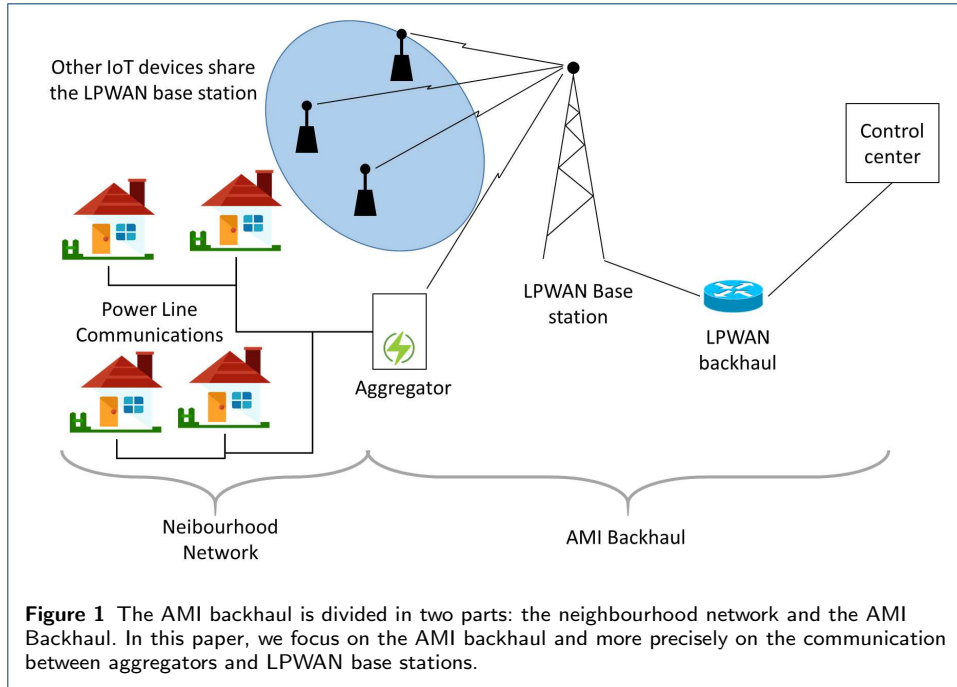 Other IoT devices share
the LPWAN base station
Control
center
Power Line
Communications
LPWAN Base
station
LPWAN
backhaul
Aggregator
Neibourhood
Network
AMI Backhaul
Figure 1 The AMI backhaul is divided in two parts: the neighbourhood network and the AMI
Backhaul. In this paper, we focus on the AMI backhaul and more precisely on the communication
between aggregators and LPWAN base stations.